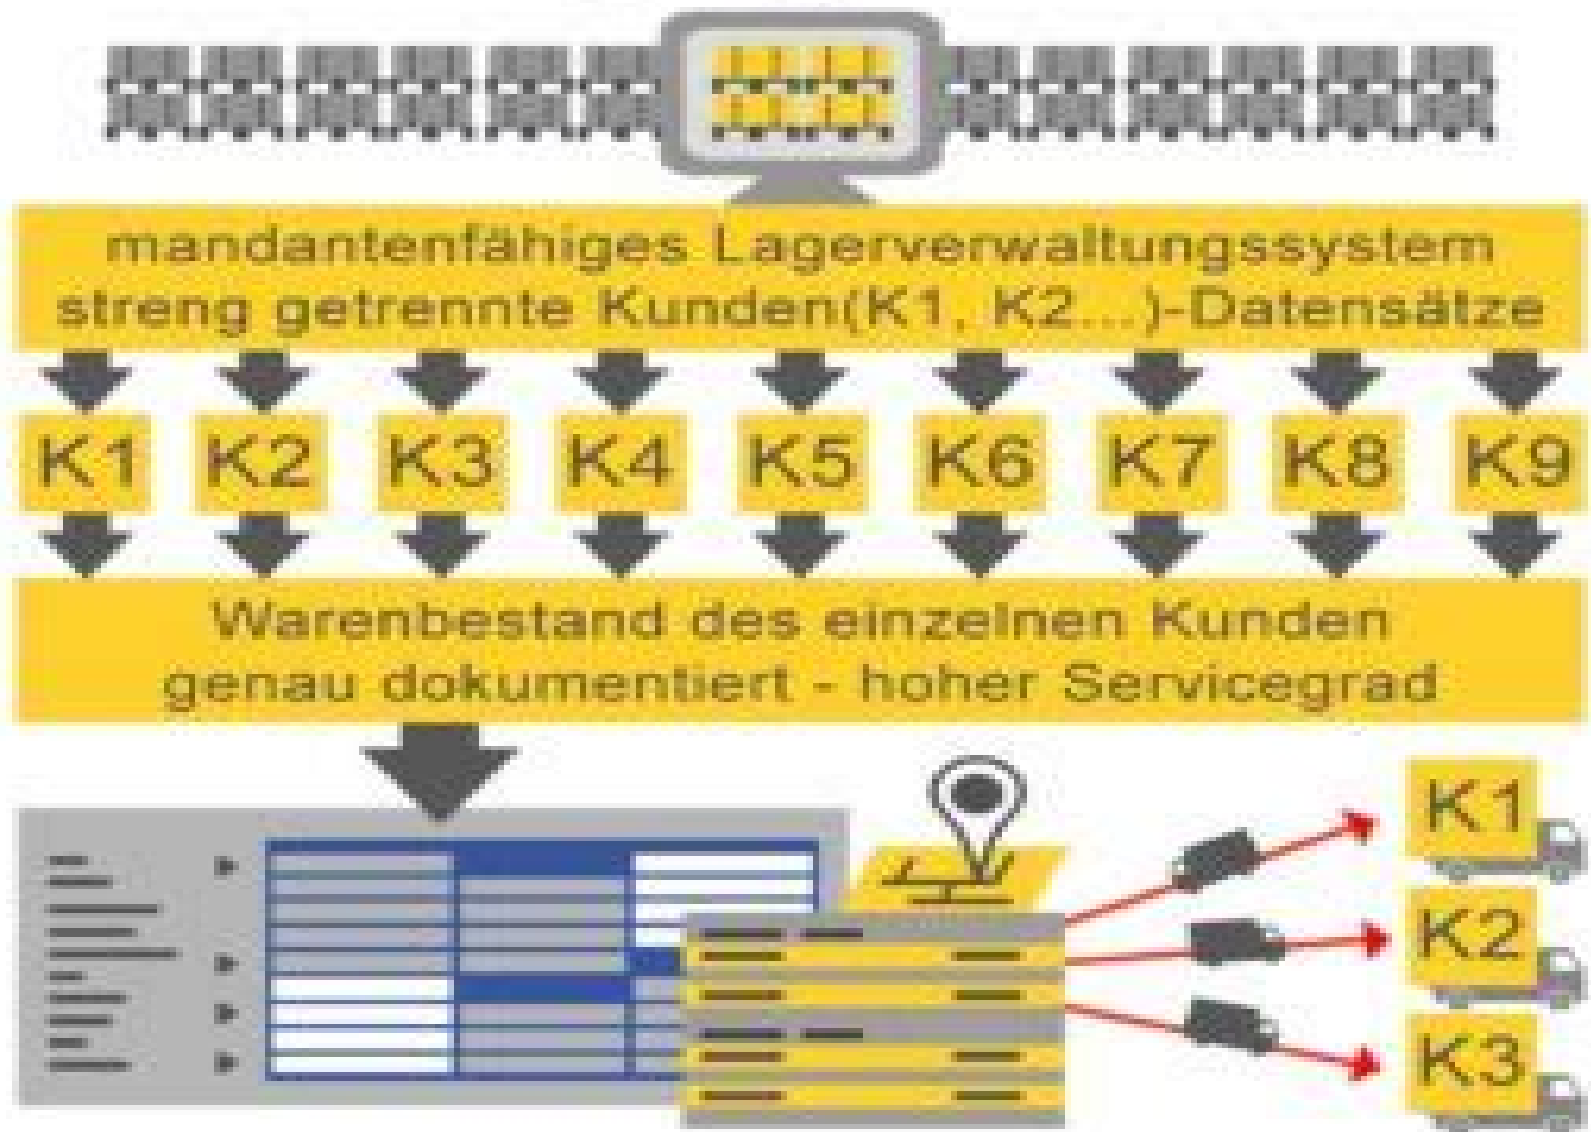 mandantenfähiges Lagerverwaltungssystem
streng getrennte Kunden(K1, K2...)-Datensätze
K1 K2 K3 K4 K5 K6 K7 K8 K9
Warenbestand des einzelnen Kunden
genau dokumentiert - hoher Servicegrad
K1
K2
K3